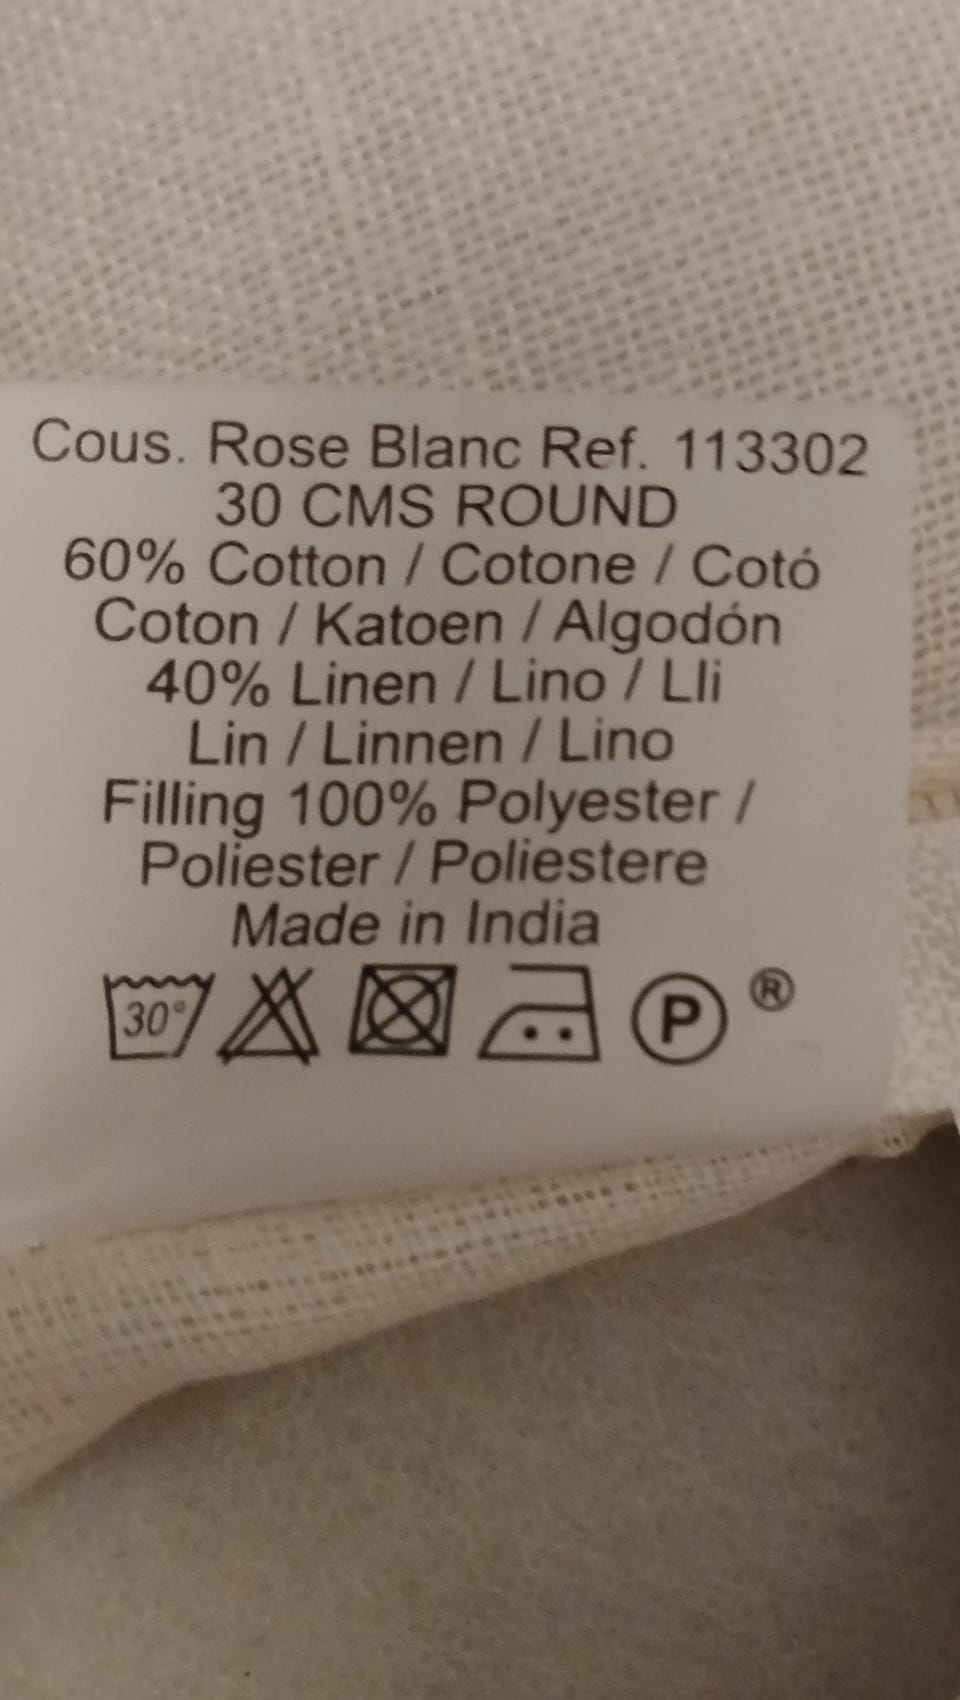 Cous. Rose Blanc Ref. 113302
30 CMS ROUND
60% Cotton / Cotone / Cotó
Coton / Katoen / Algodón
40% Linen / Lino / Lli
Lin / Linnen / Lino
Filling 100% Polyester /
Poliester / Poliestere
Made in India
30° P ®